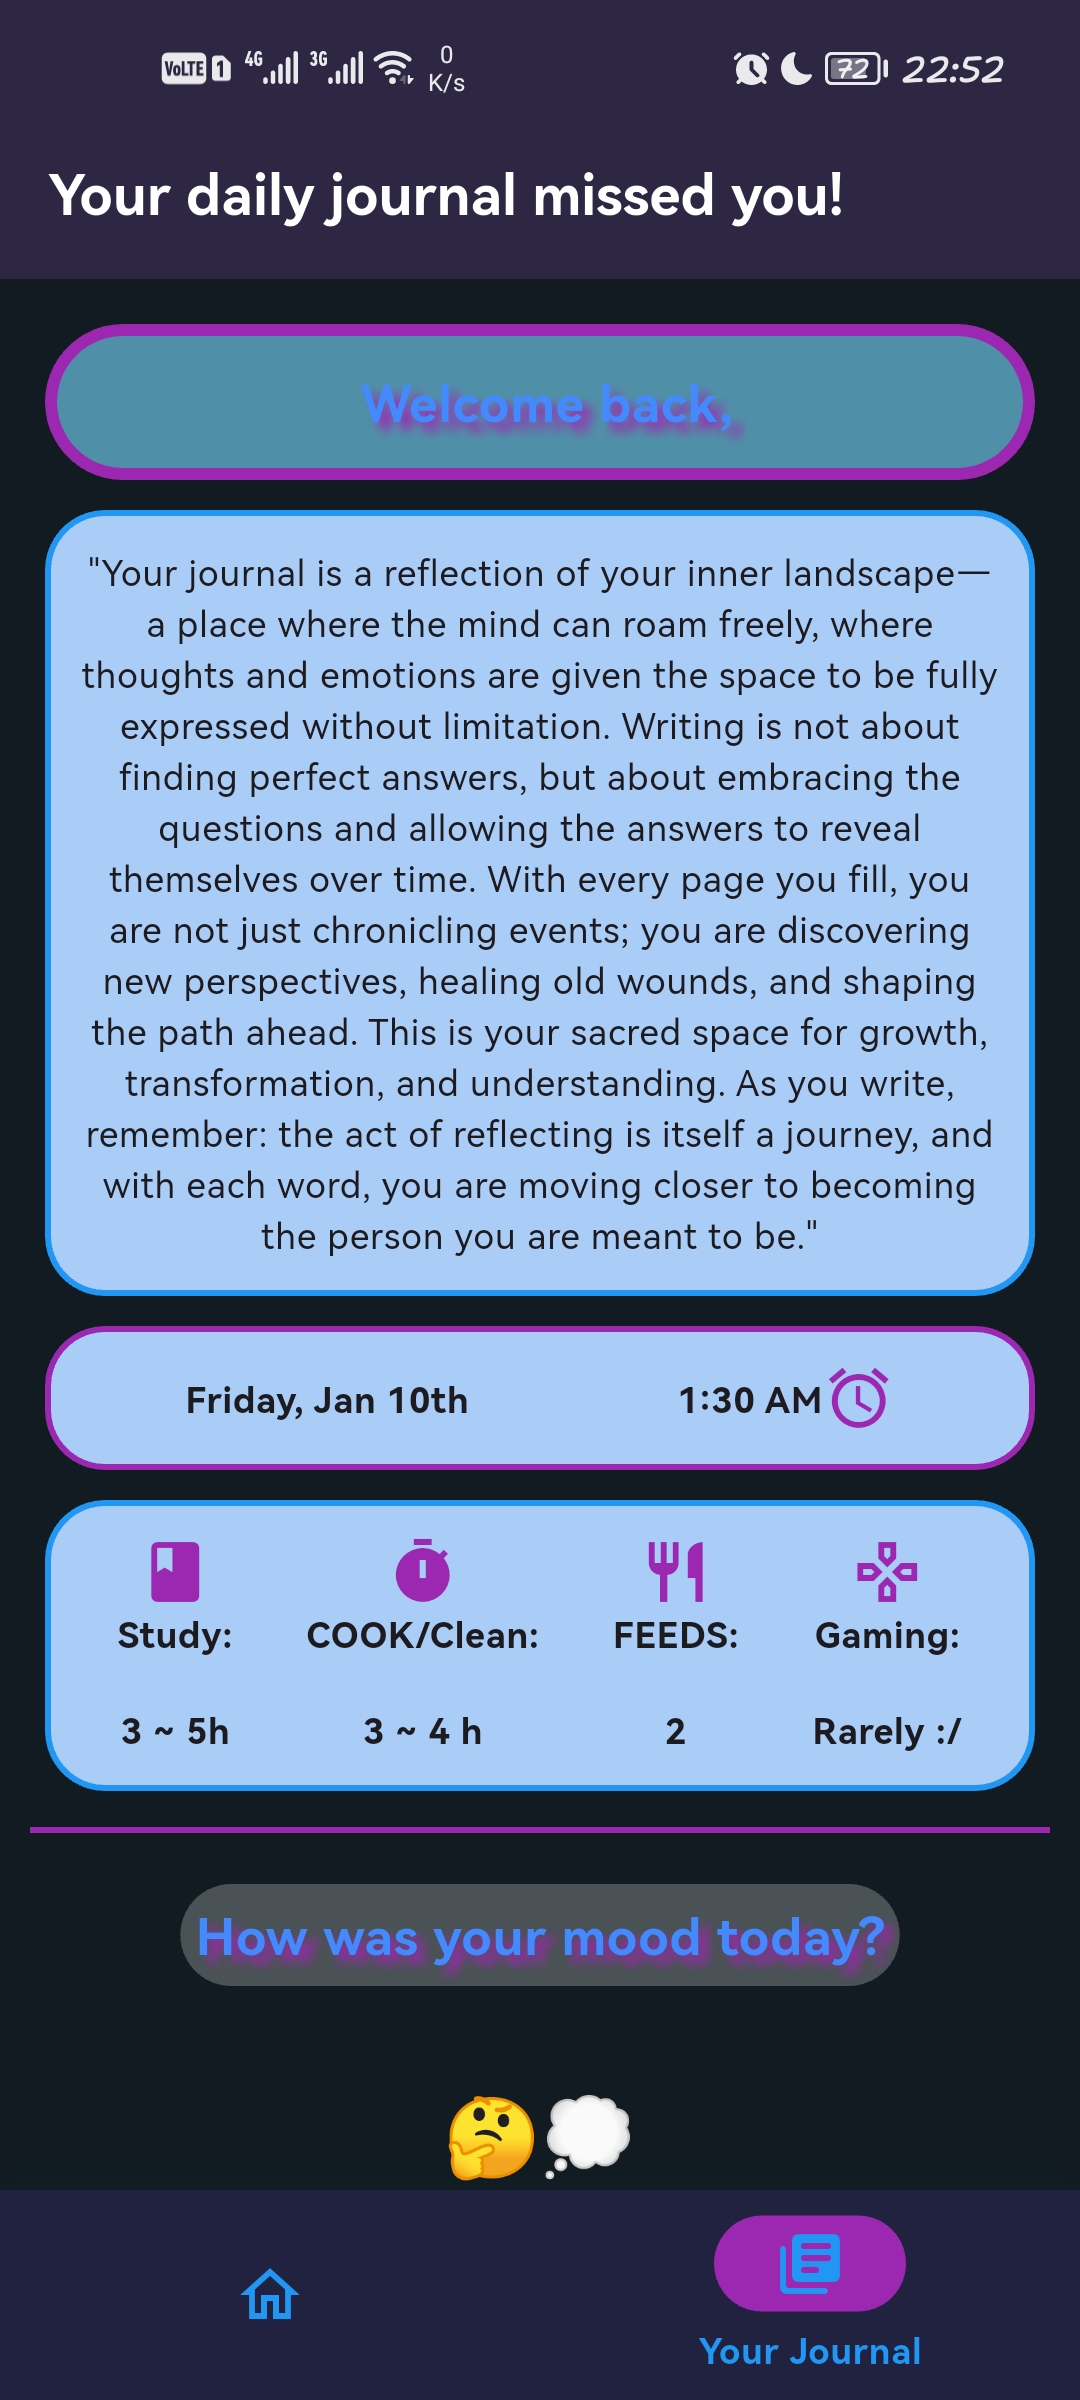 VoLTE 1 4G 3G 0 K/s 72 22:52
Your daily journal missed you!
Welcome back,
"Your journal is a reflection of your inner landscape—
a place where the mind can roam freely, where
thoughts and emotions are given the space to be fully
expressed without limitation. Writing is not about
finding perfect answers, but about embracing the
questions and allowing the answers to reveal
themselves over time. With every page you fill, you
are not just chronicling events; you are discovering
new perspectives, healing old wounds, and shaping
the path ahead. This is your sacred space for growth,
transformation, and understanding. As you write,
remember: the act of reflecting is itself a journey, and
with each word, you are moving closer to becoming
the person you are meant to be."
Friday, Jan 10th 1:30 AM
Study: COOK/Clean: FEEDS: Gaming:
3 ~ 5h 3 ~ 4 h 2 Rarely :/
How was your mood today?
Your Journal